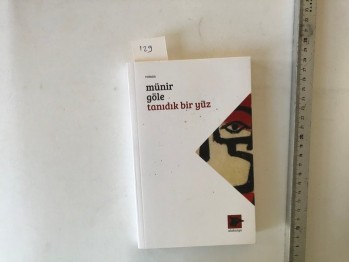 129
münir
göle
tanıdık bir yüz